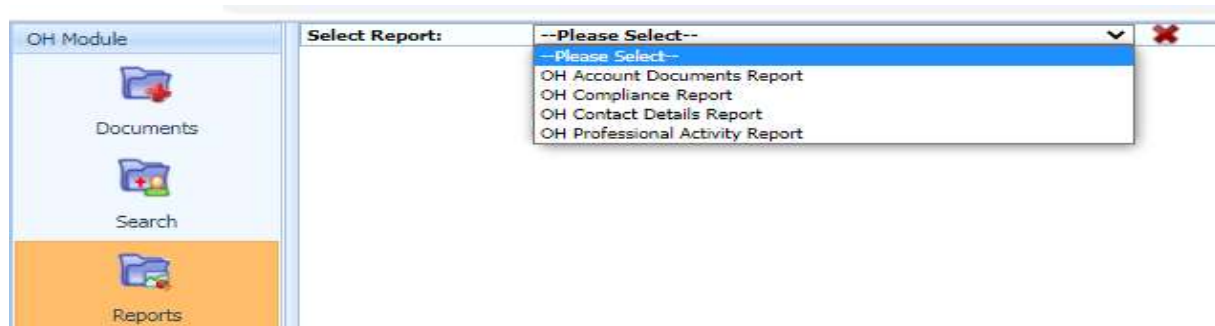 OH Module
Documents
Search
Reports
Select Report: --Please Select--
--Please Select--
OH Account Documents Report
OH Compliance Report
OH Contact Details Report
OH Professional Activity Report